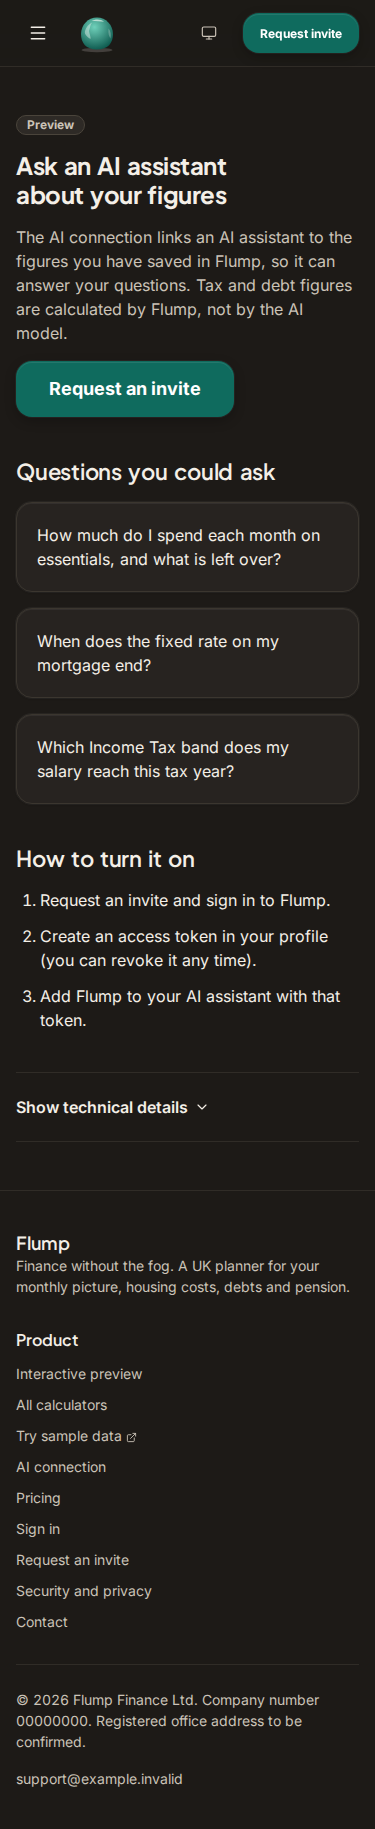 Request invite
Preview
Ask an AI assistant
about your figures
The AI connection links an AI assistant to the
figures you have saved in Flump, so it can
answer your questions. Tax and debt figures
are calculated by Flump, not by the AI
model.
Request an invite
Questions you could ask
How much do I spend each month on
essentials, and what is left over?
When does the fixed rate on my
mortgage end?
Which Income Tax band does my
salary reach this tax year?
How to turn it on
1. Request an invite and sign in to Flump.
2. Create an access token in your profile
(you can revoke it any time).
3. Add Flump to your AI assistant with that
token.
Show technical details
Flump
Finance without the fog. A UK planner for your
monthly picture, housing costs, debts and pension.
Product
Interactive preview
All calculators
Try sample data
AI connection
Pricing
Sign in
Request an invite
Security and privacy
Contact
© 2026 Flump Finance Ltd. Company number
00000000. Registered office address to be
confirmed.
support@example.invalid